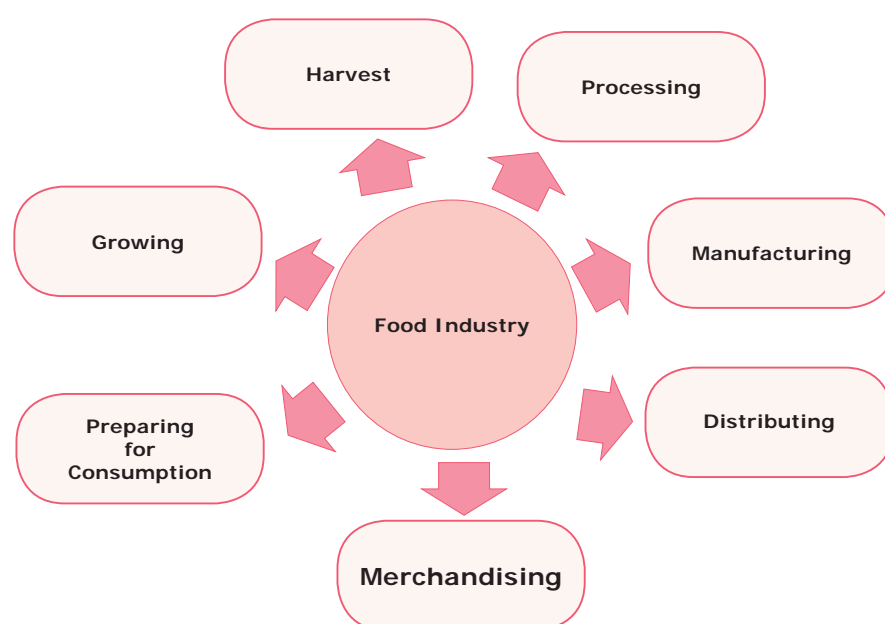 Harvest
Processing
Growing
Manufacturing
Food Industry
Preparing
for
Consumption
Distributing
Merchandising